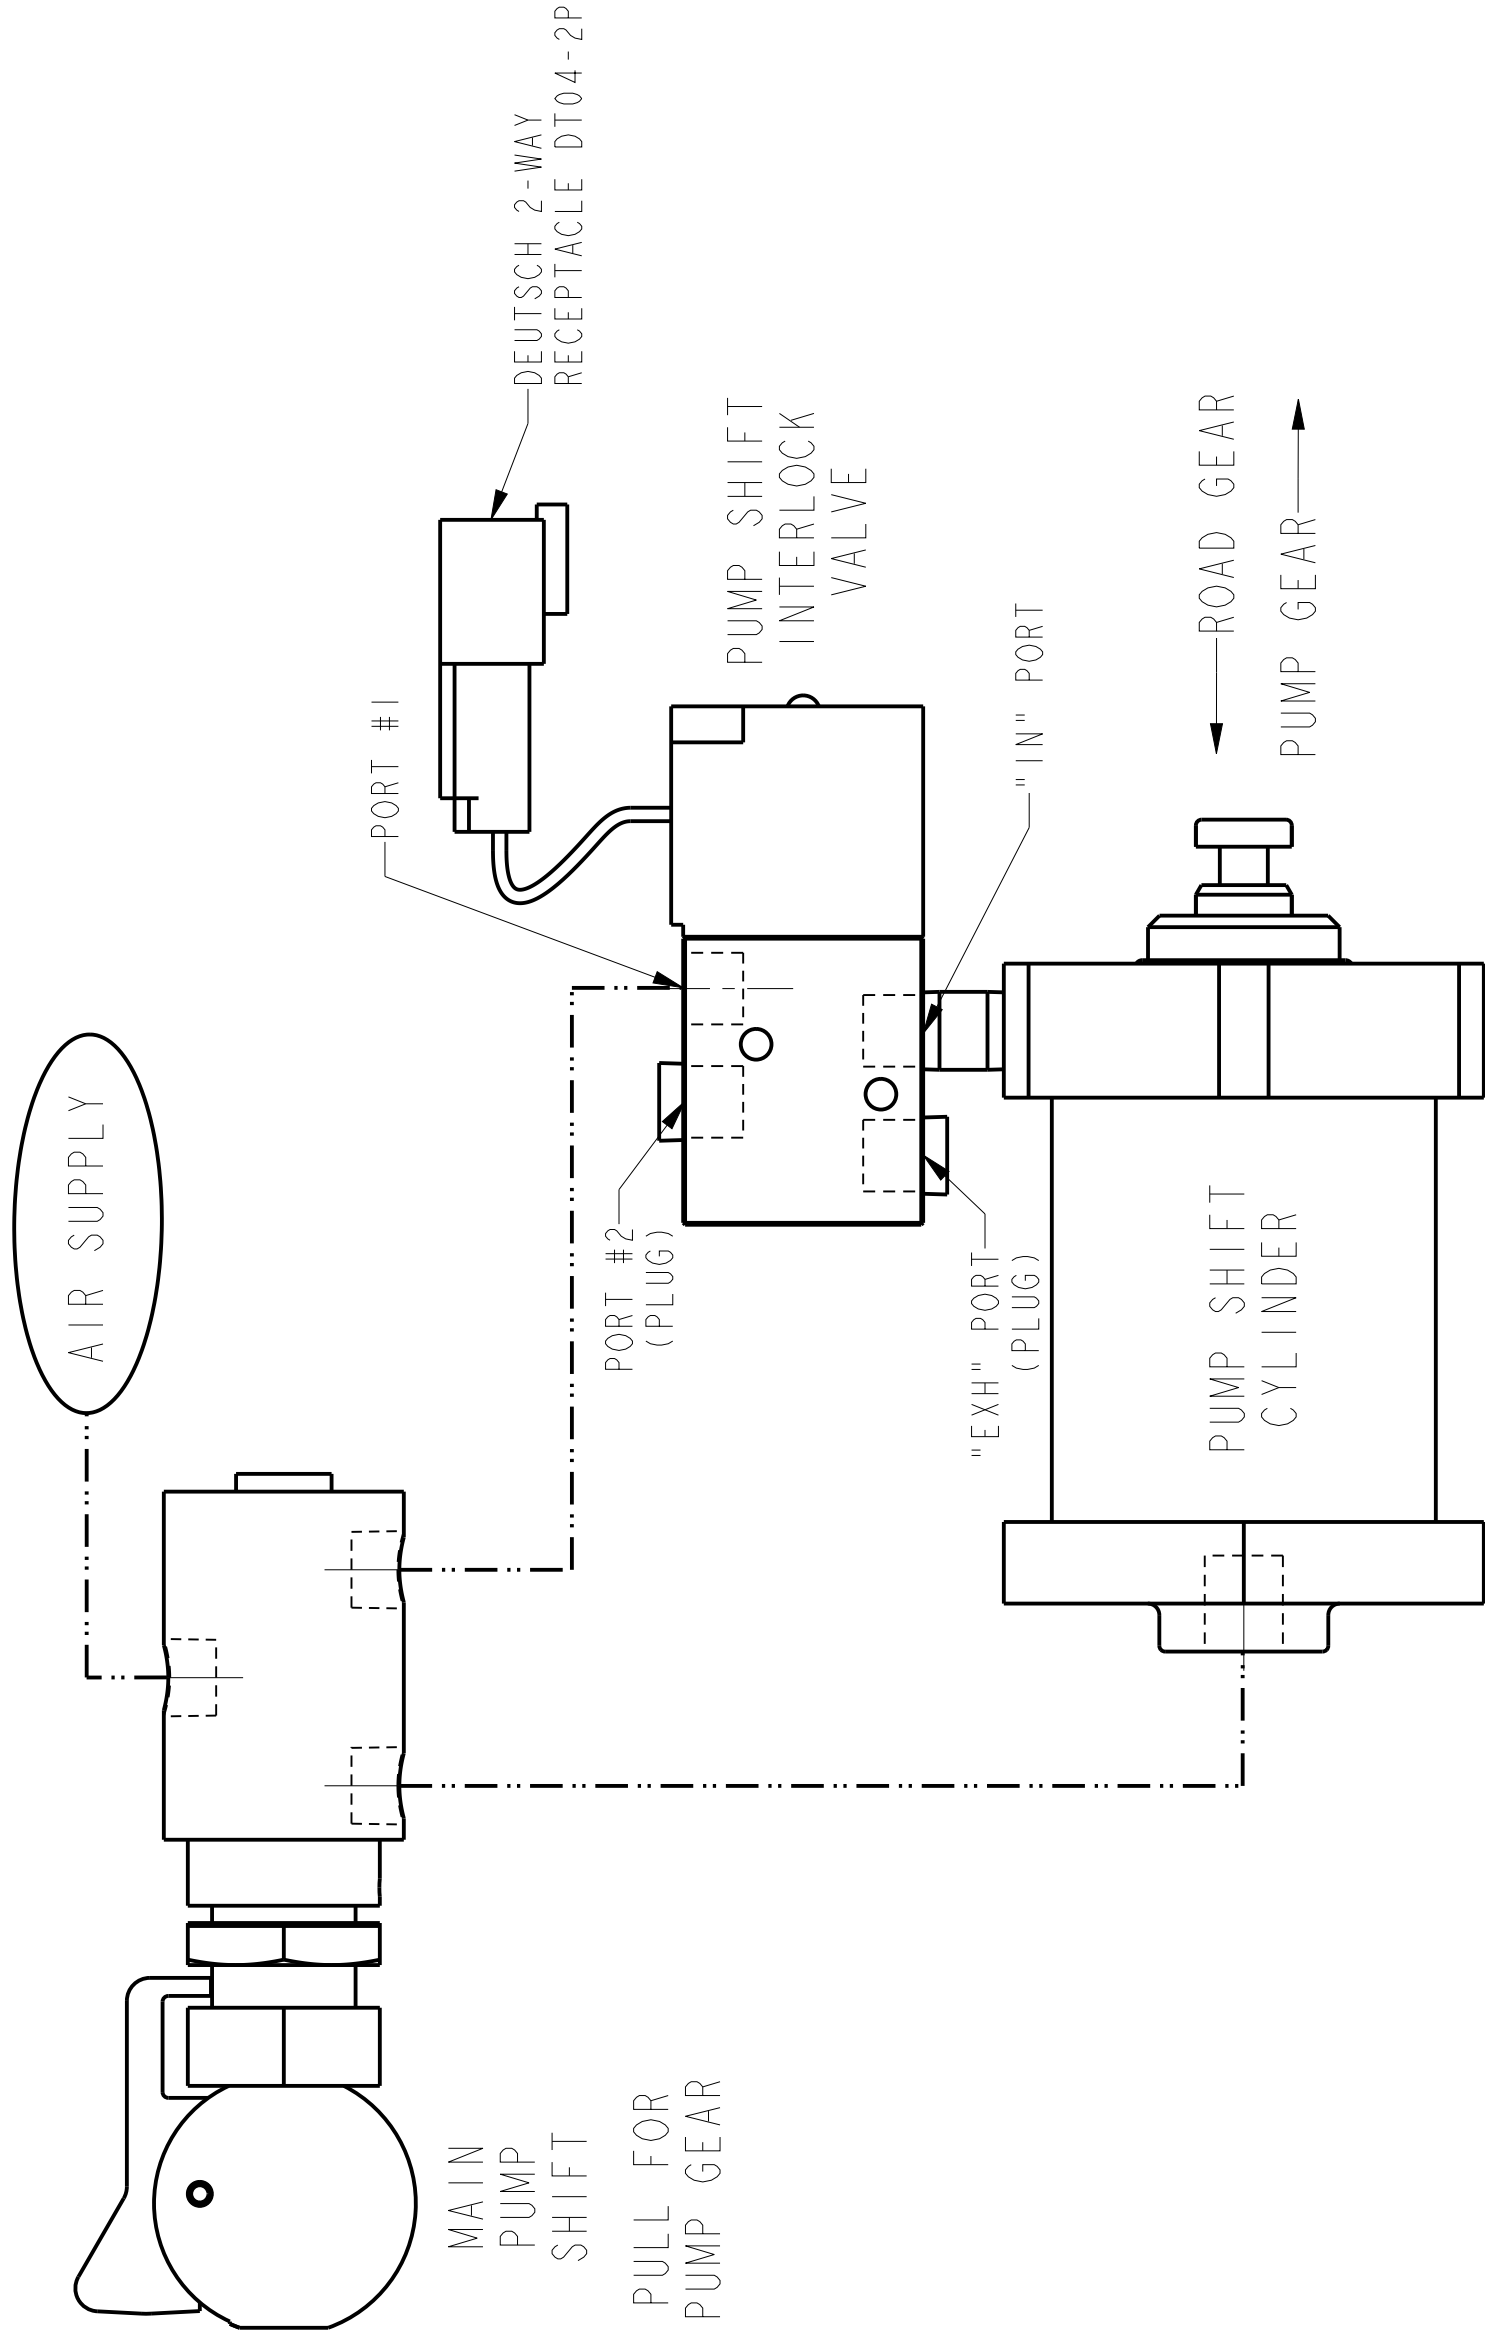 AIR SUPPLY
MAIN
PUMP
SHIFT
PULL FOR
PUMP GEAR
PORT #1
DEUTSCH 2-WAY
RECEPTACLE DT04-2P
PORT #2
(PLUG)
PUMP SHIFT
INTERLOCK
VALVE
"EXH" PORT
(PLUG)
"IN" PORT
PUMP SHIFT
CYLINDER
ROAD GEAR
PUMP GEAR